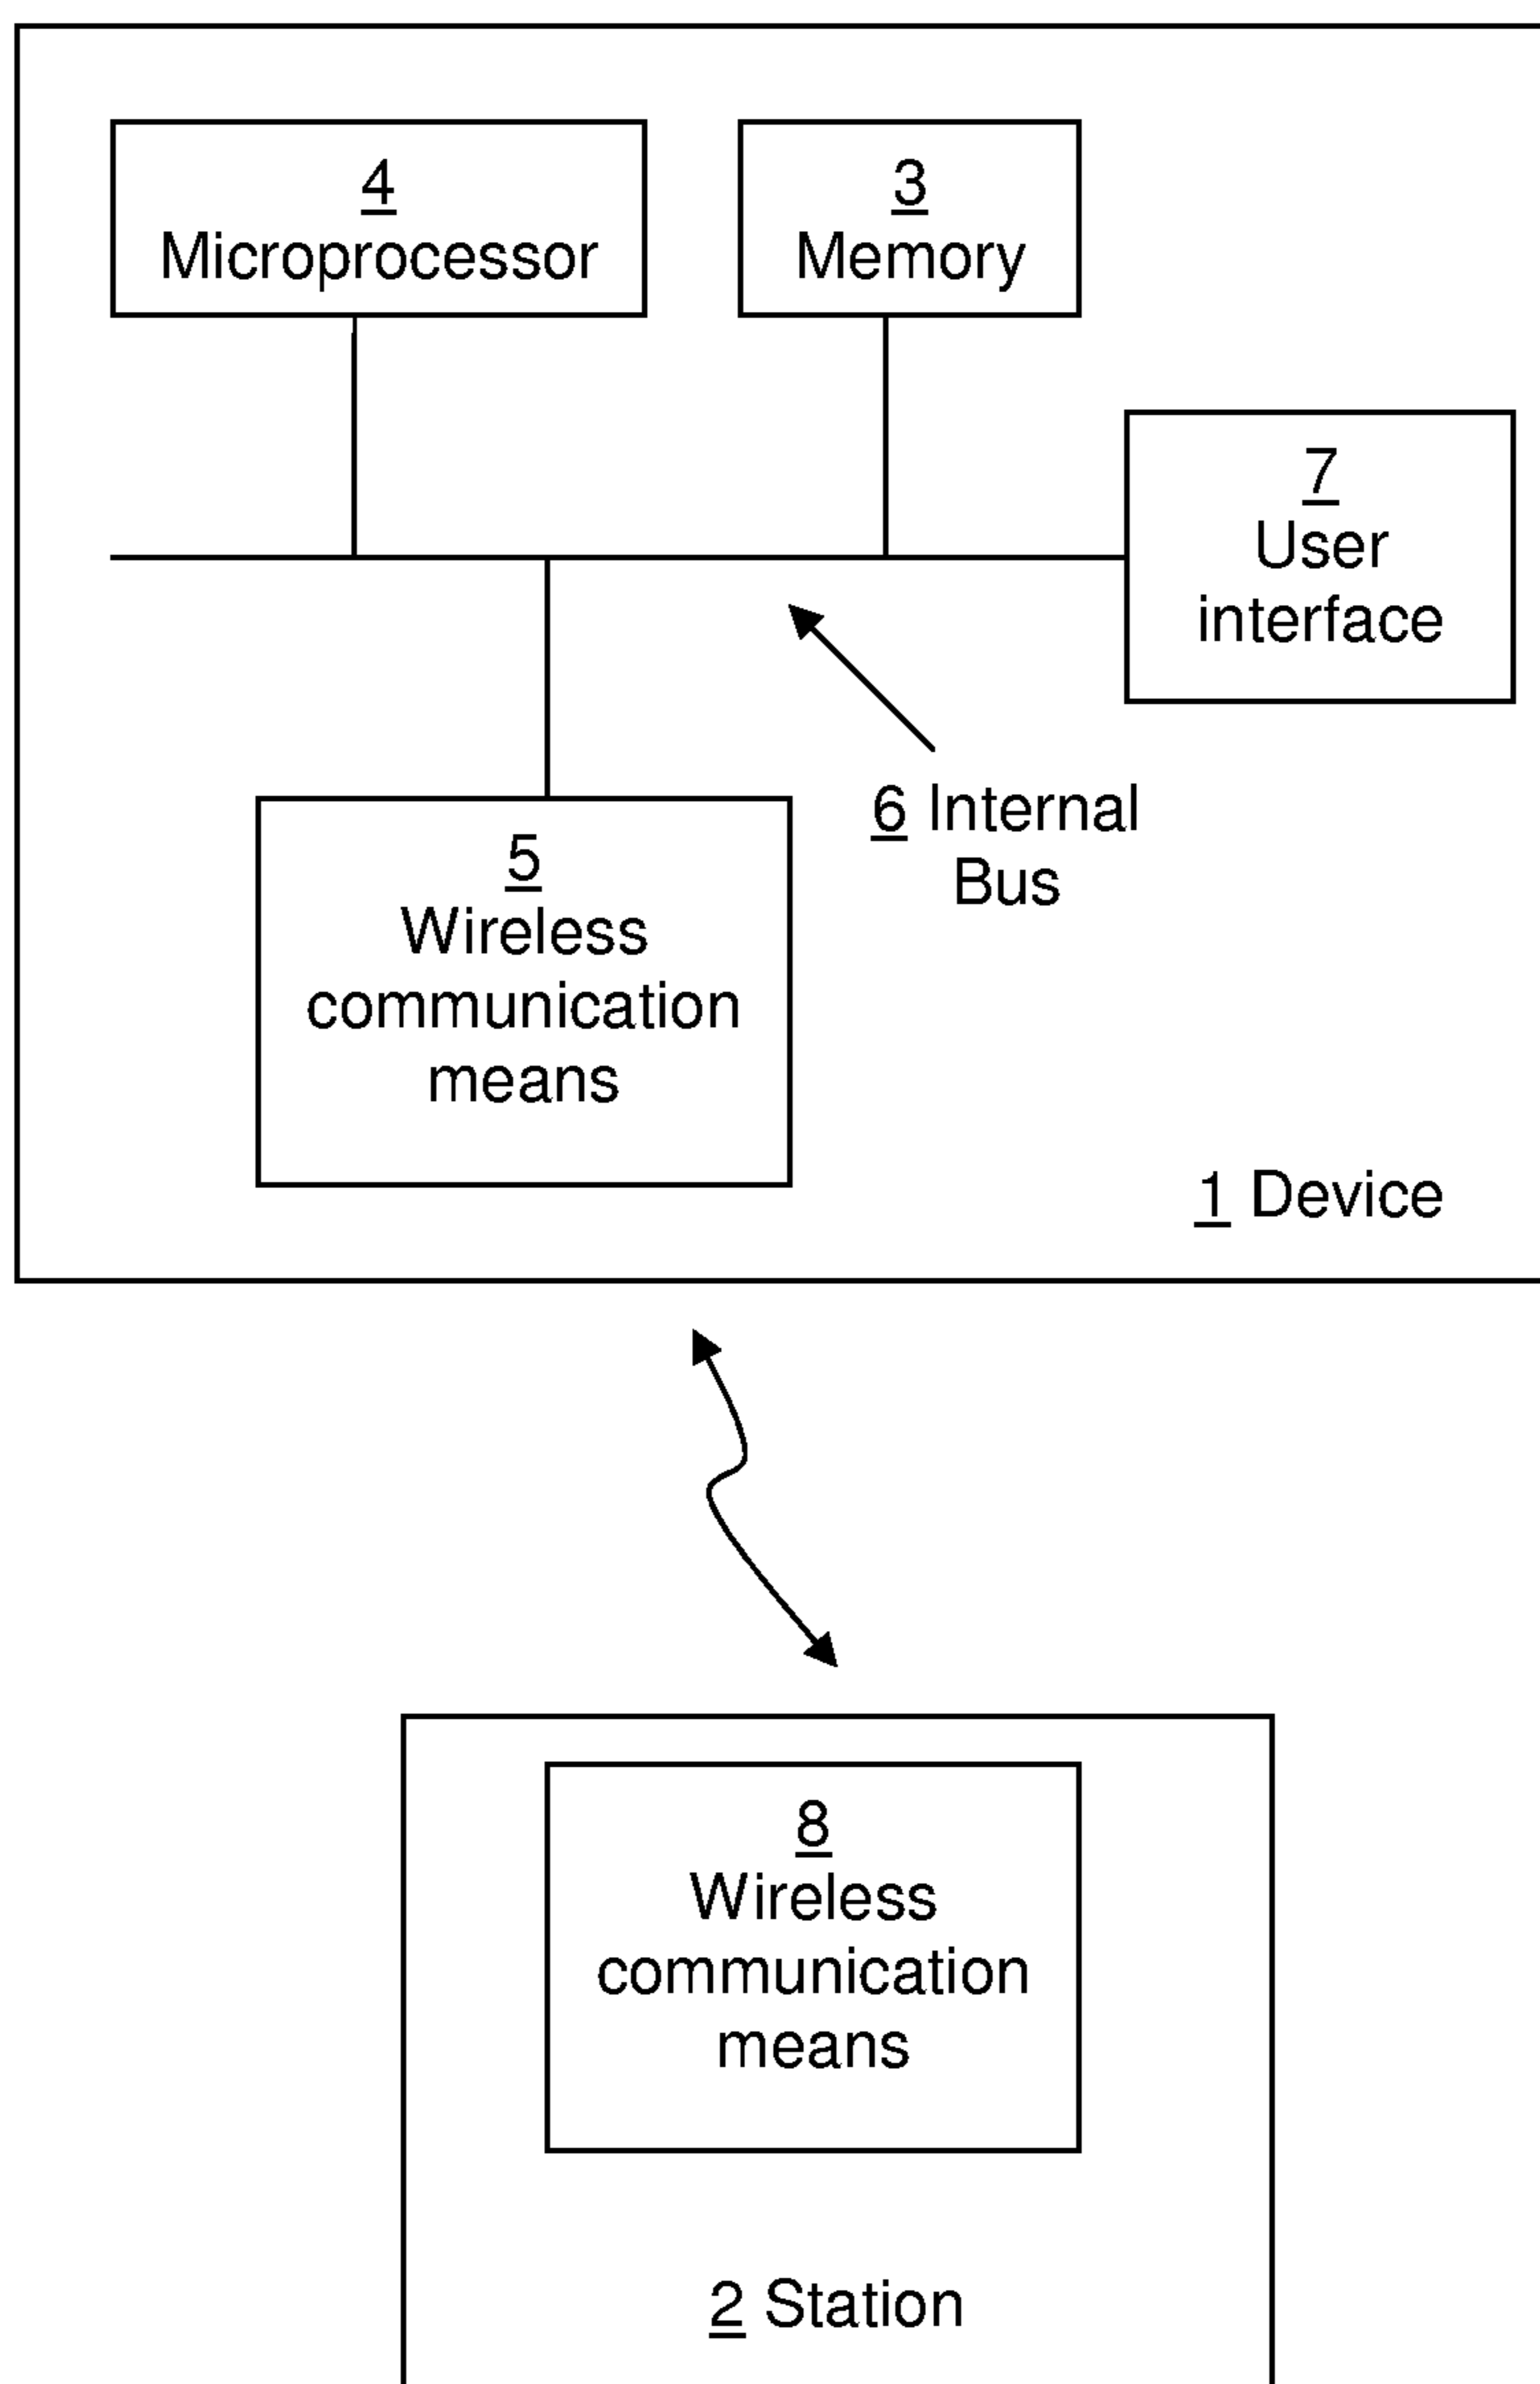 4
Microprocessor
3
Memory
7
User
interface
6 Internal
Bus
5
Wireless
communication
means
1 Device
8
Wireless
communication
means
2 Station